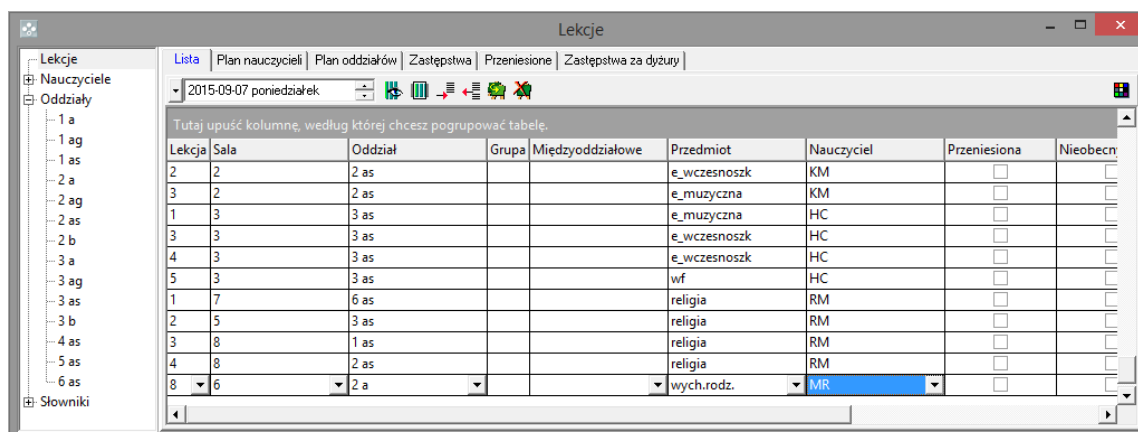 Lekcje
Lekcje
Nauczyciele
Oddziały
1 a
1 ag
1 as
2 a
2 ag
2 as
2 b
3 a
3 ag
3 as
3 b
4 as
5 as
6 as
Słowniki
Lista Plan nauczycieli Plan oddziałów Zastępstwa Przeniesione Zastępstwa za dyżury
2015-09-07 poniedziałek
Tutaj upuść kolumnę, według której chcesz pogrupować tabelę.
Lekcja Sala Oddział Grupa Międzyoddziałowe Przedmiot Nauczyciel Przeniesiona Nieobecn
2 2 2 as e_wczesnoszk KM
3 2 2 as e_muzyczna KM
1 3 3 as e_muzyczna HC
3 3 3 as e_wczesnoszk HC
4 3 3 as e_wczesnoszk HC
5 3 3 as wf HC
1 7 6 as religia RM
2 5 3 as religia RM
3 8 1 as religia RM
4 8 2 as religia RM
8 6 2 a wych.rodz. MR